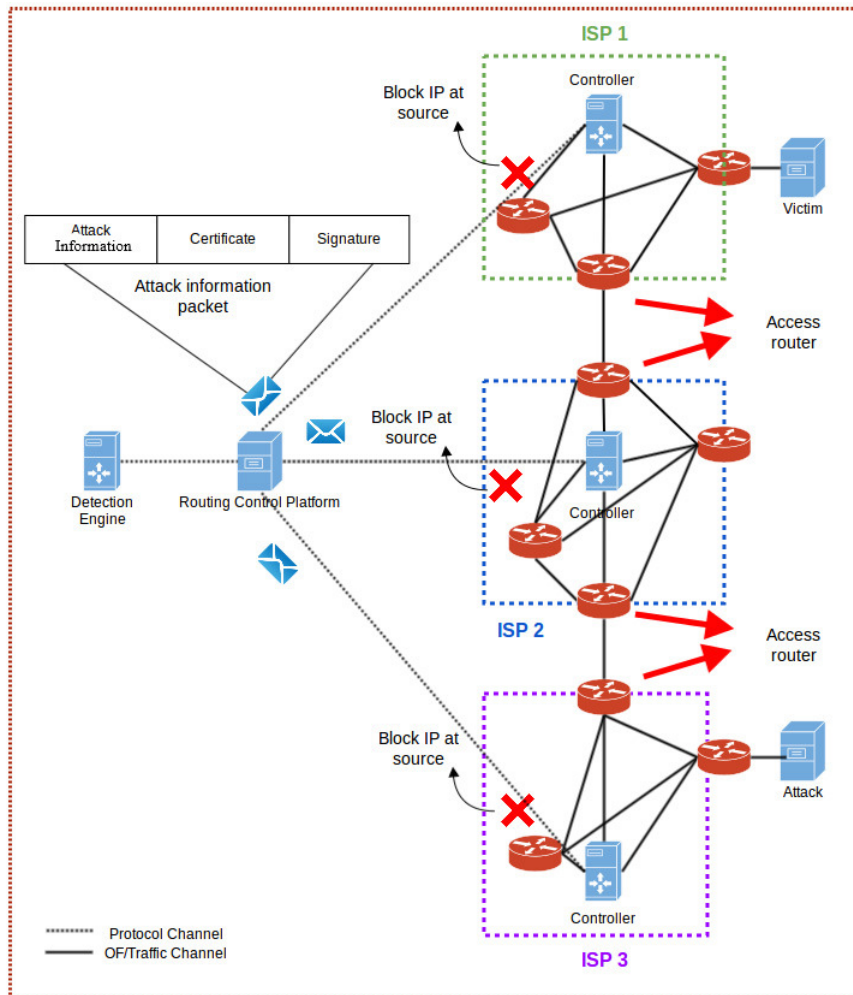 ISP 1
Controller
Block IP at
source
Victim
Attack
Information
Certificate
Signature
Attack information
packet
Access
router
Block IP at
source
Detection
Engine
Routing Control Platform
Controller
ISP 2
Access
router
Block IP at
source
Attack
Controller
Protocol Channel
OF/Traffic Channel
ISP 3